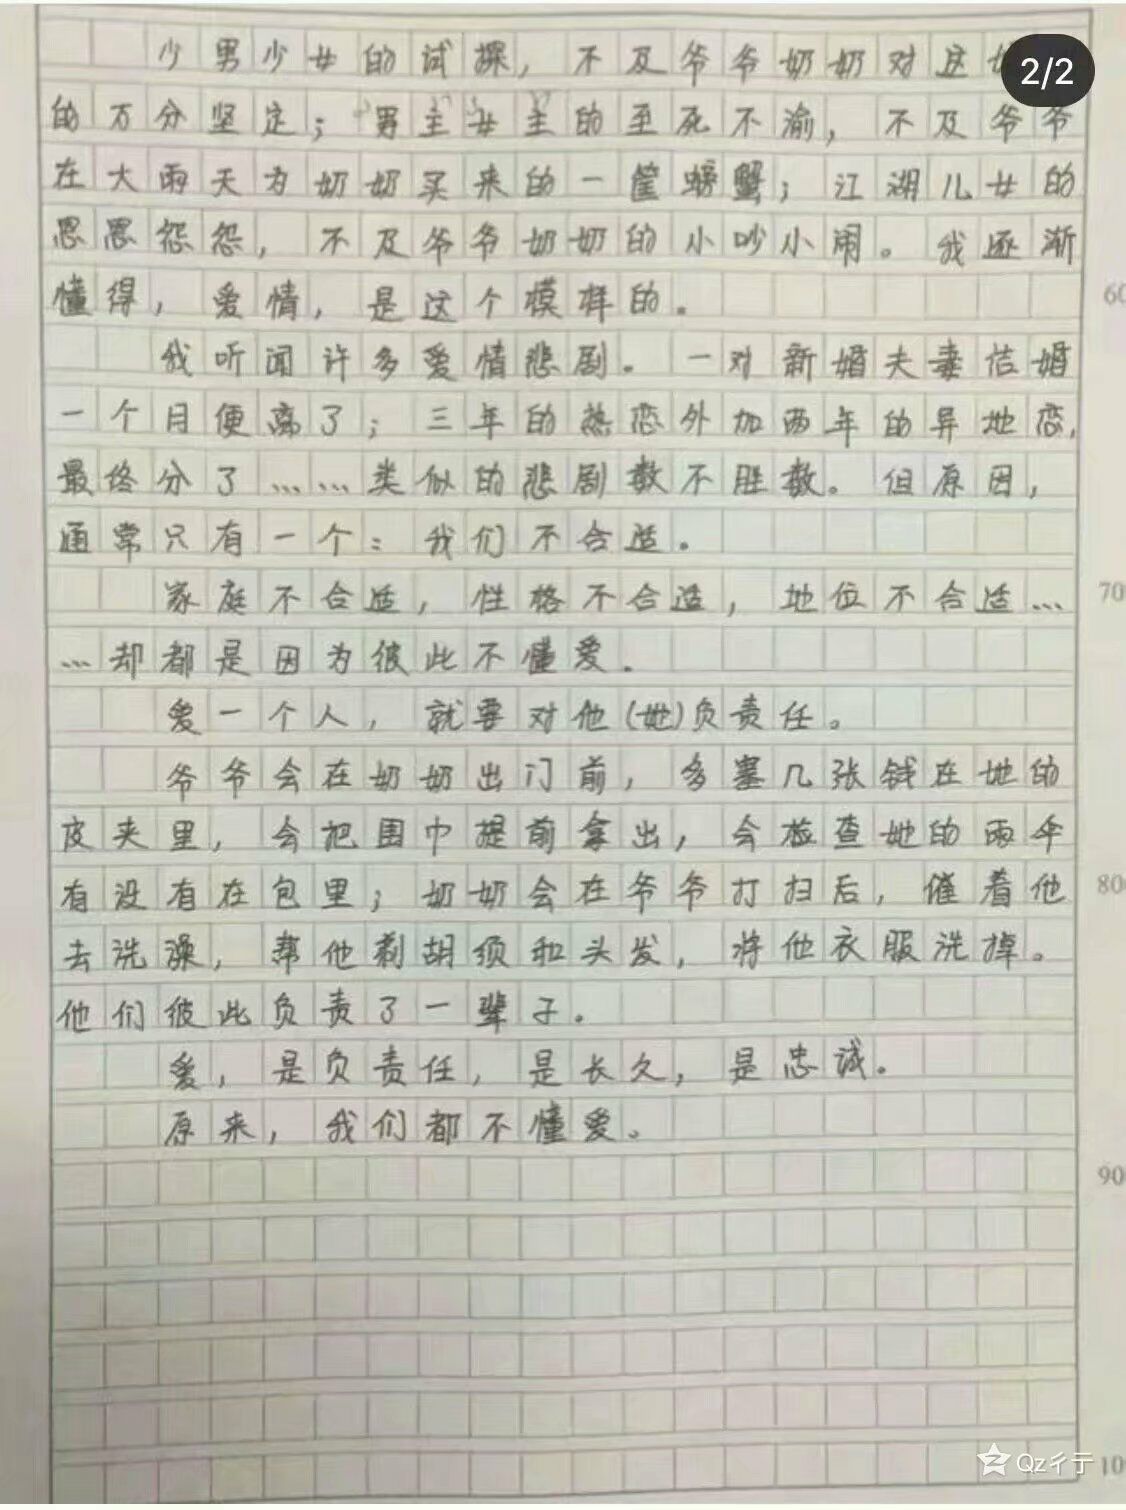 少男少女的试探，不及爷爷奶奶对这
2/2
的万分坚定；“男主”“女主”的至死不渝，不及爷爷
在大雨天为奶奶买来的一筐螃蟹；江湖儿女的
恩恩怨怨，不及爷爷奶奶的小吵小闹。我逐渐
懂得，爱情，是这个模样的。
60
我听闻许多爱情悲剧。一对新婚夫妻结婚
一个月便离了；三年的热恋外加两年的异地恋，
最终分了……类似的悲剧数不胜数。但原因，
通常只有一个：我们不合适。
家庭不合适，性格不合适，地位不合适…
70
…却都是因为彼此不懂爱。
爱一个人，就要对他(她)负责任。
爷爷会在奶奶出门前，多塞几张钱在她的
皮夹里，会把围巾提前拿出，会检查她的雨伞
有没有在包里；奶奶会在爷爷打扫后，催着他
80
去洗澡，帮他剃胡须和头发，将他衣服洗掉。
他们彼此负责了一辈子。
爱，是负责任，是长久，是忠诚。
原来，我们都不懂爱。
90
Qz彳亍
10